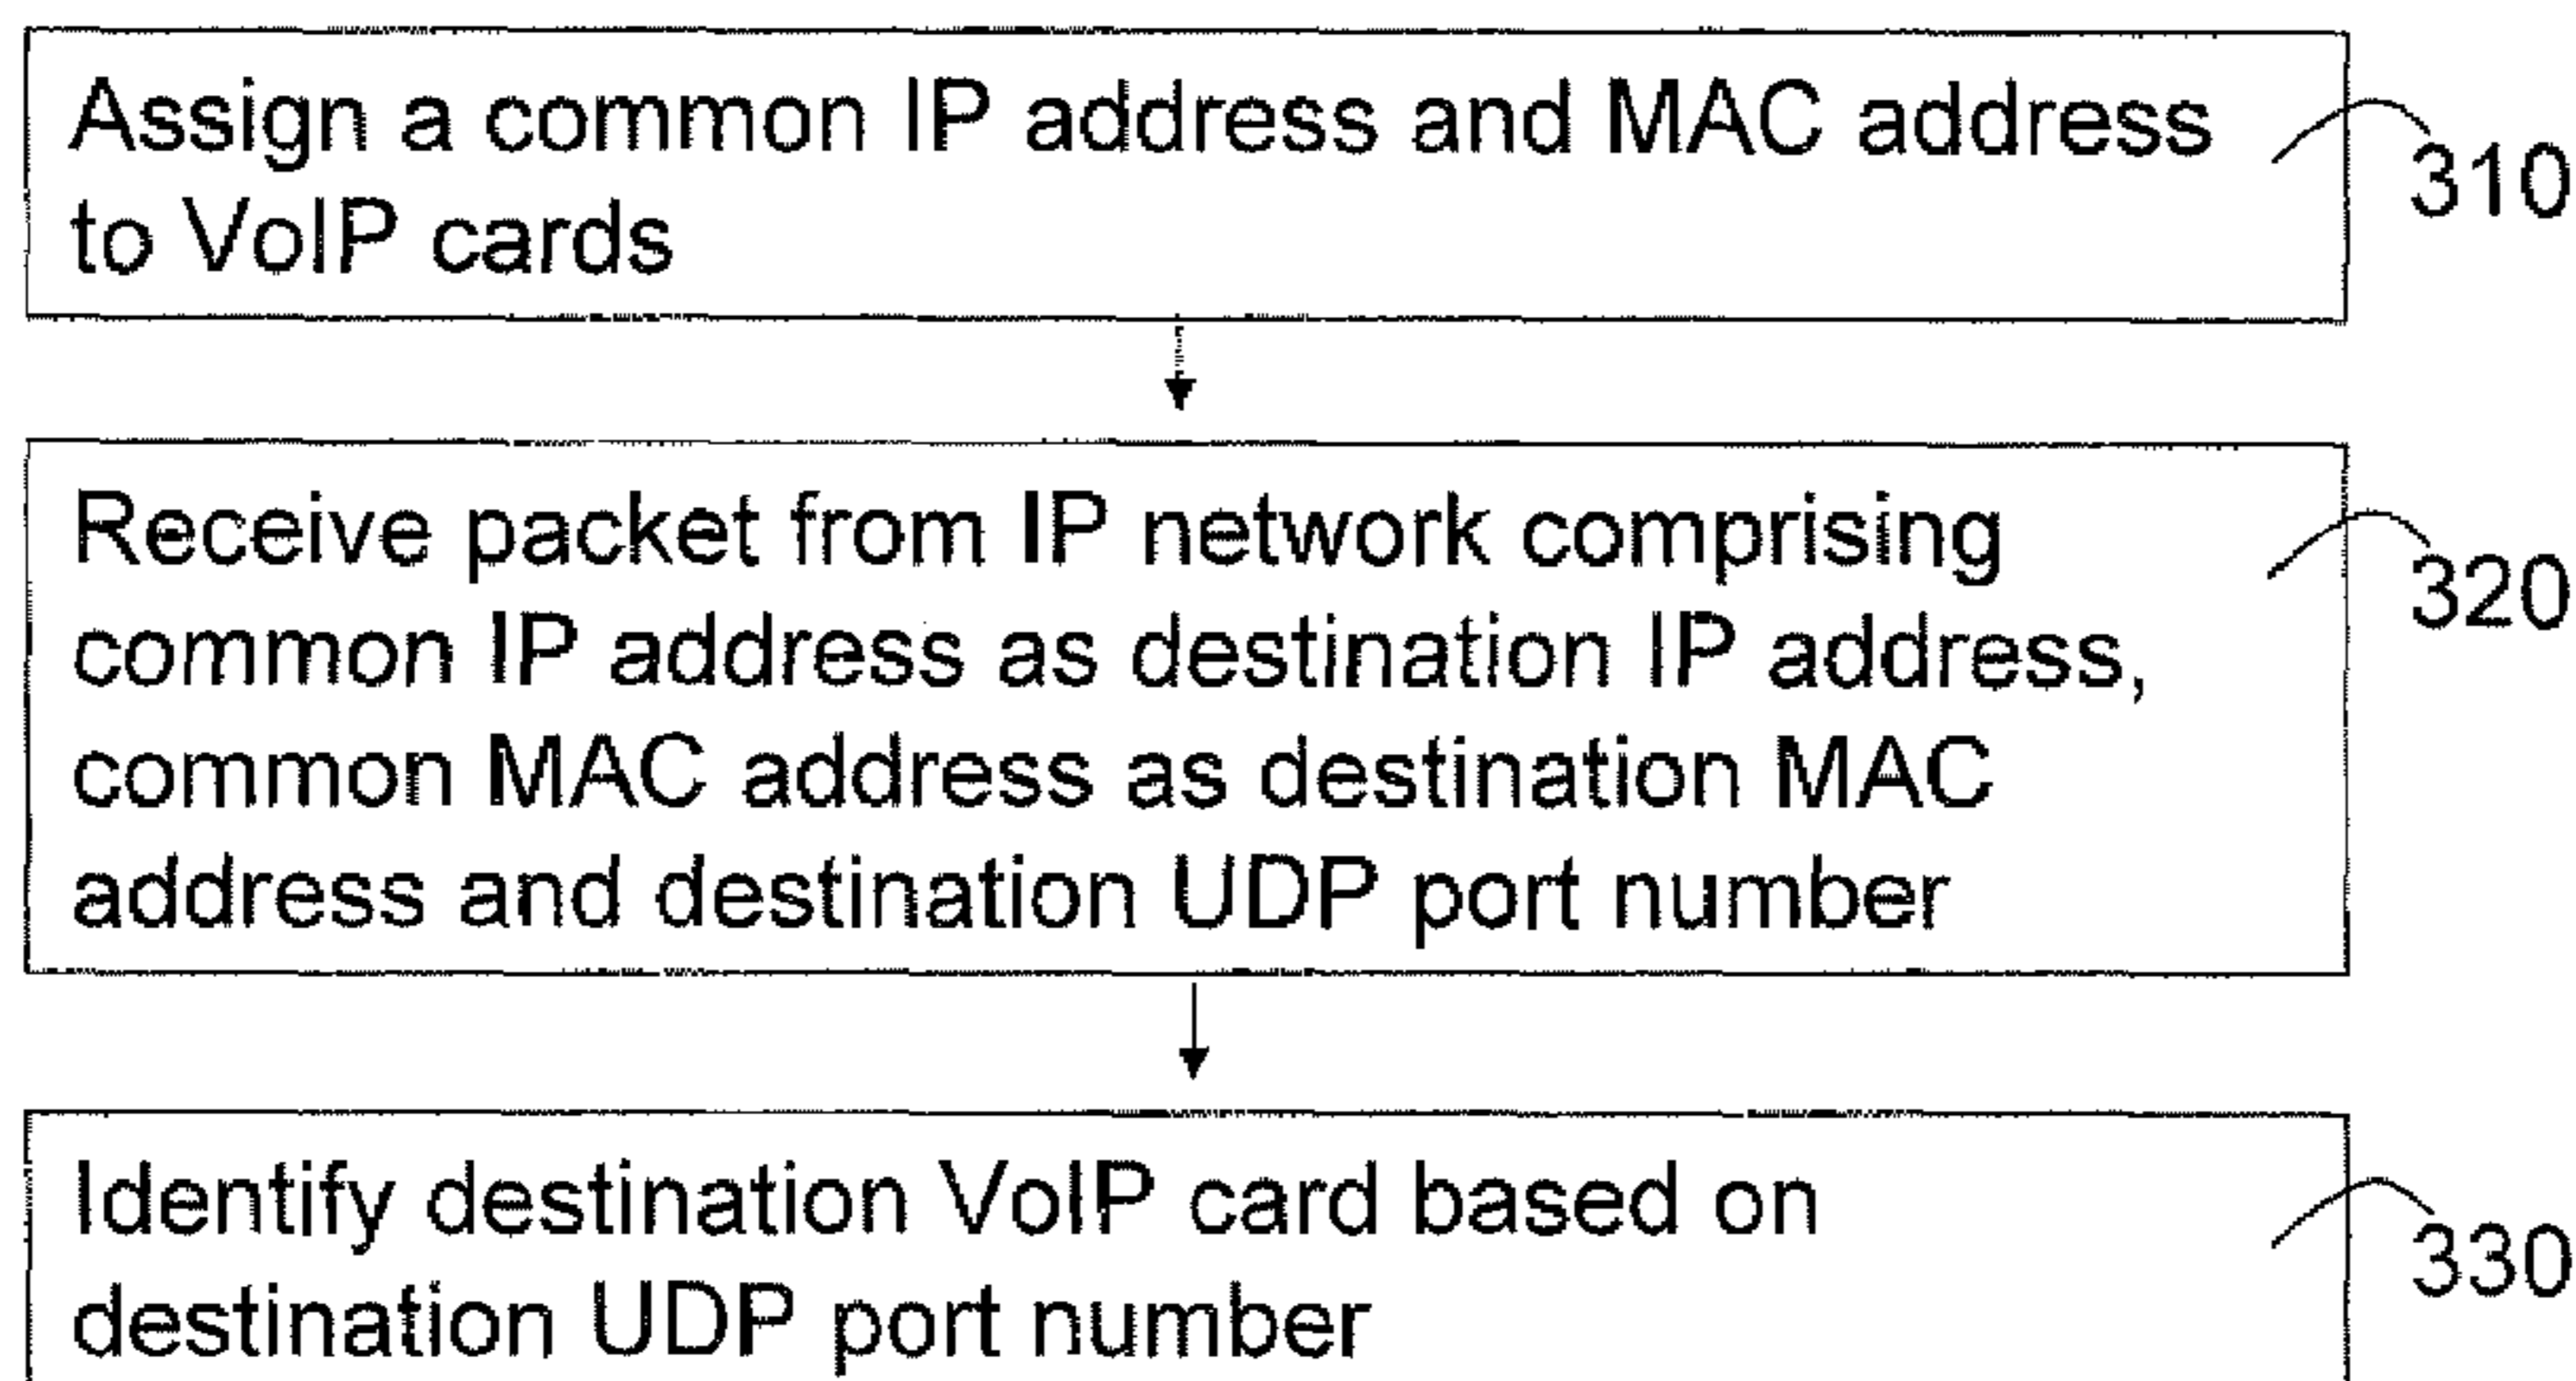 Assign a common IP address and MAC address
to VoIP cards
310
Receive packet from IP network comprising
common IP address as destination IP address,
common MAC address as destination MAC
address and destination UDP port number
320
Identify destination VoIP card based on
destination UDP port number
330